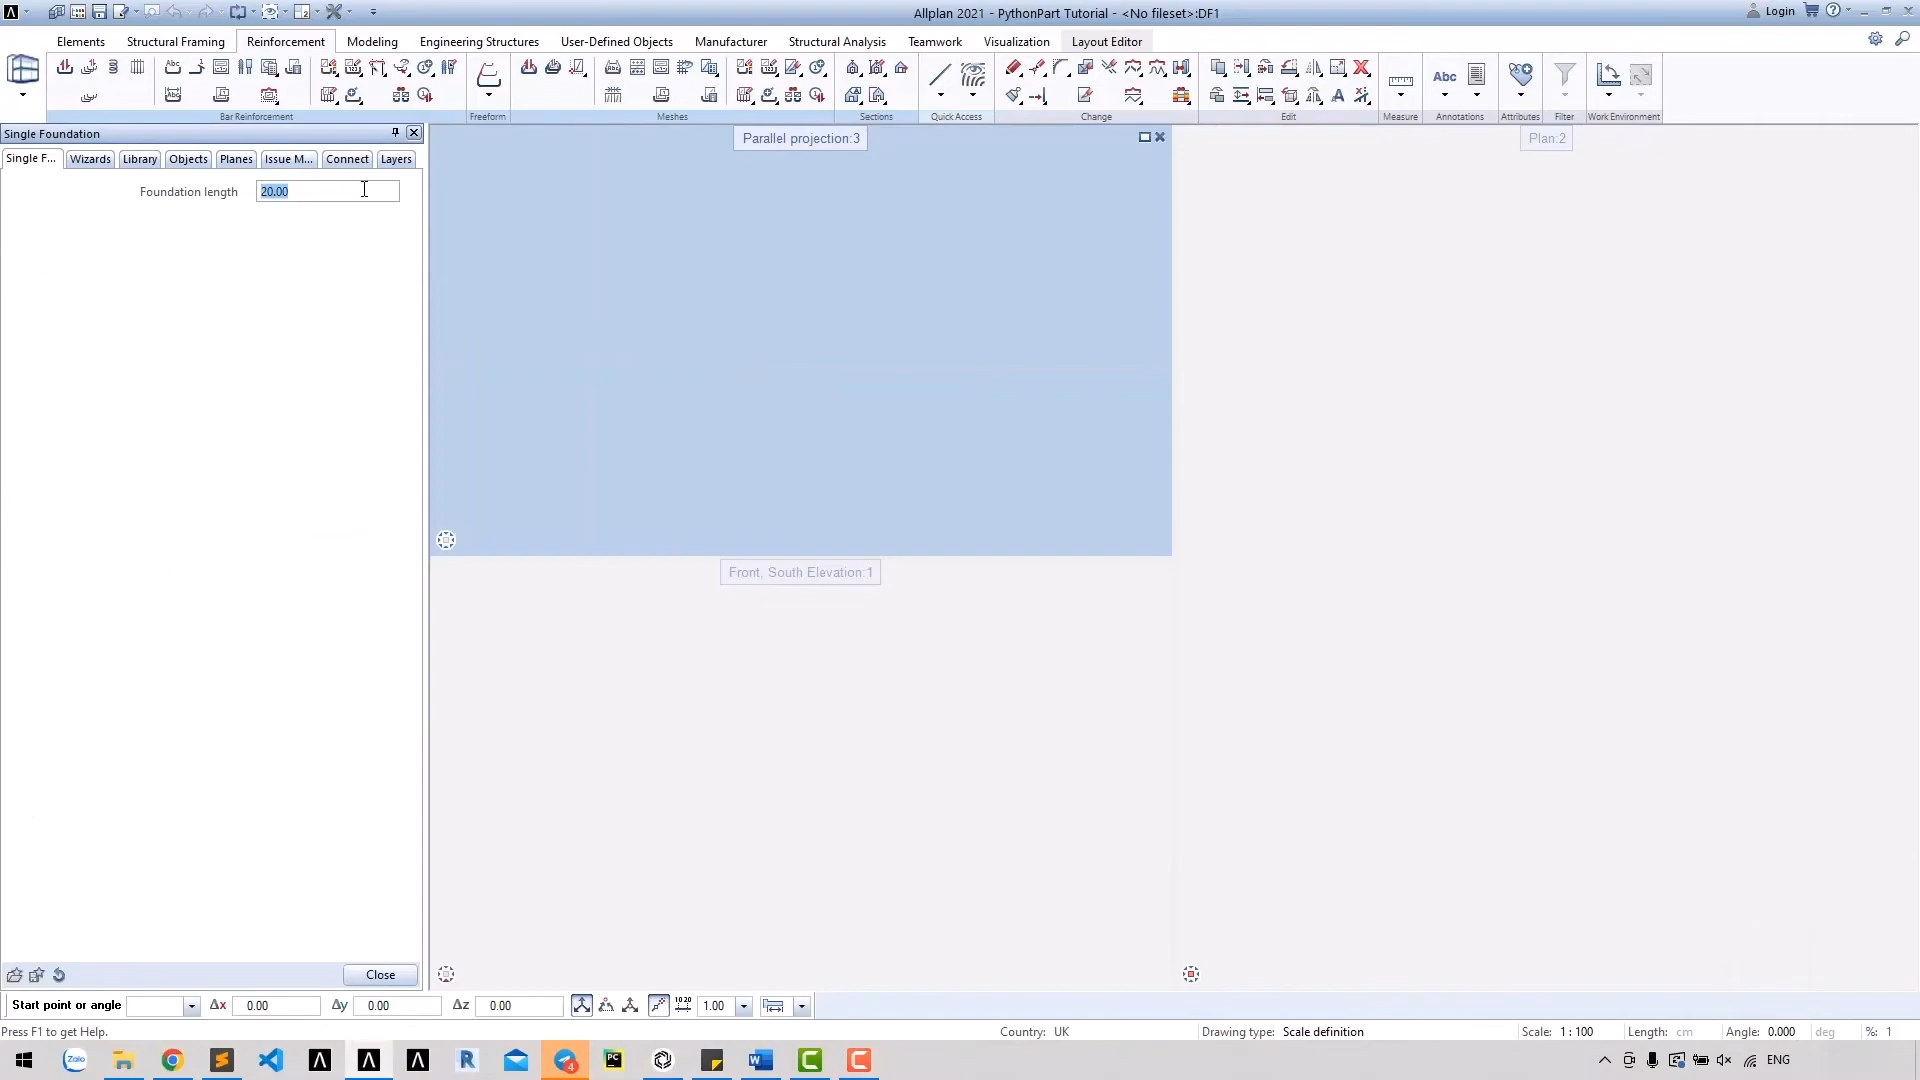 Allplan 2021 - PythonPart Tutorial - <No fileset>:DF1
Login
Elements Structural Framing Reinforcement Modeling Engineering Structures User-Defined Objects Manufacturer Structural Analysis Teamwork Visualization Layout Editor
Abc
Bar Reinforcement Freeform Meshes Sections Quick Access Change Edit Measure Annotations Attributes Filter Work Environment
Single Foundation
Single F... Wizards Library Objects Planes Issue M... Connect Layers
Foundation length 20.00
Parallel projection:3
Plan:2
Front, South Elevation:1
Close
Start point or angle Δx 0.00 Δy 0.00 Δz 0.00 1.00
Press F1 to get Help. Country: UK Drawing type: Scale definition Scale: 1 : 100 Length: cm Angle: 0.000 deg %: 1
Zalo R 4 PC W C C ENG